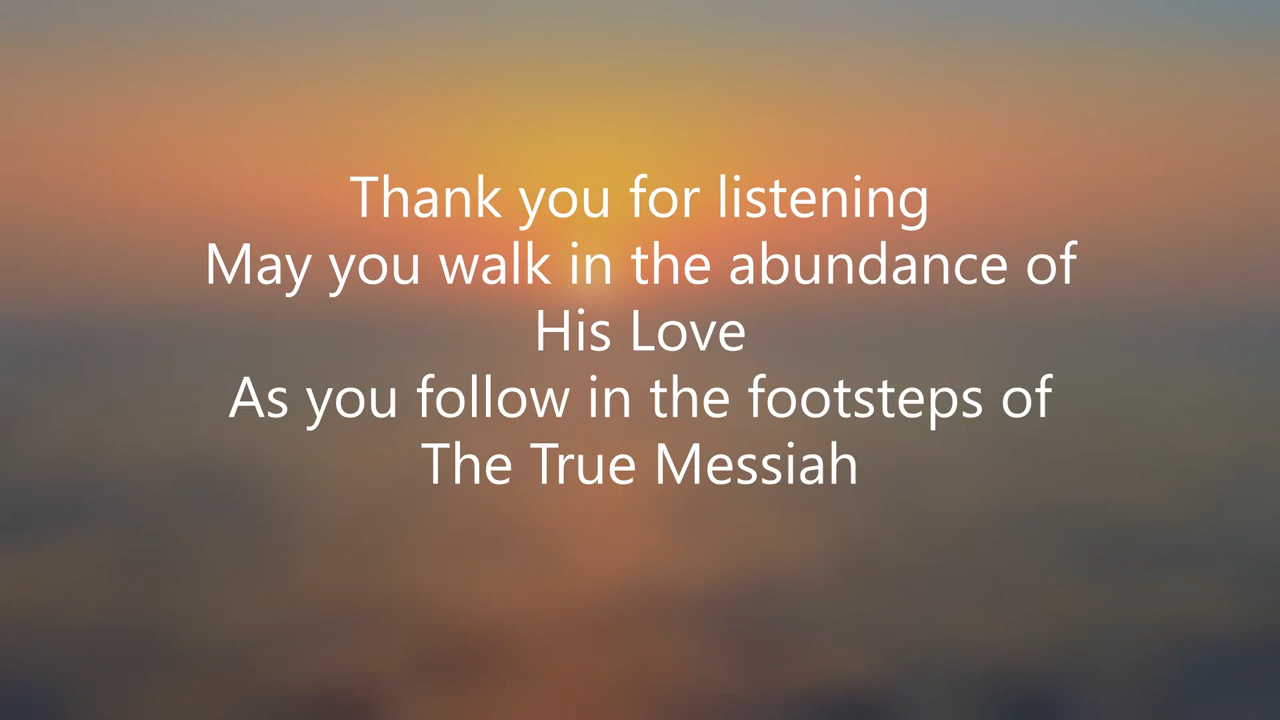 Thank you for listening
May you walk in the abundance of
His Love
As you follow in the footsteps of
The True Messiah